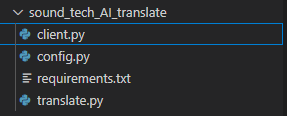 sound_tech_AI_translate
client.py
config.py
requirements.txt
translate.py